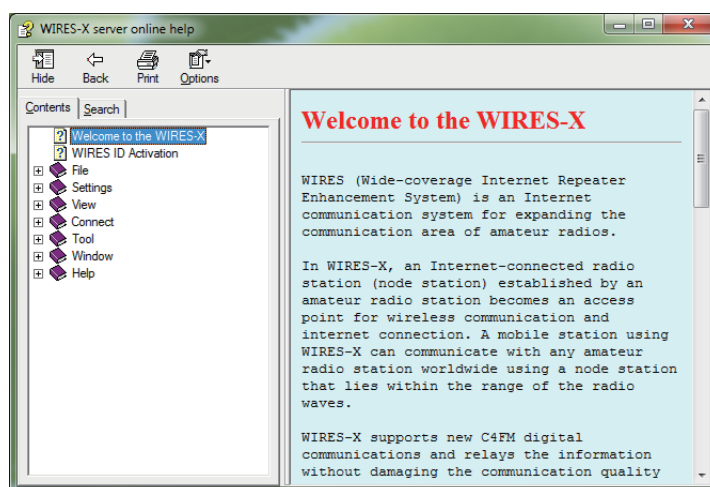 WIRES-X server online help
Hide Back Print Options
Contents Search
Welcome to the WIRES-X
WIRES ID Activation
File
Settings
View
Connect
Tool
Window
Help
Welcome to the WIRES-X
WIRES (Wide-coverage Internet Repeater
Enhancement System) is an Internet
communication system for expanding the
communication area of amateur radios.
In WIRES-X, an Internet-connected radio
station (node station) established by an
amateur radio station becomes an access
point for wireless communication and
internet connection. A mobile station using
WIRES-X can communicate with any amateur
radio station worldwide using a node station
that lies within the range of the radio
waves.
WIRES-X supports new C4FM digital
communications and relays the information
without damaging the communication quality